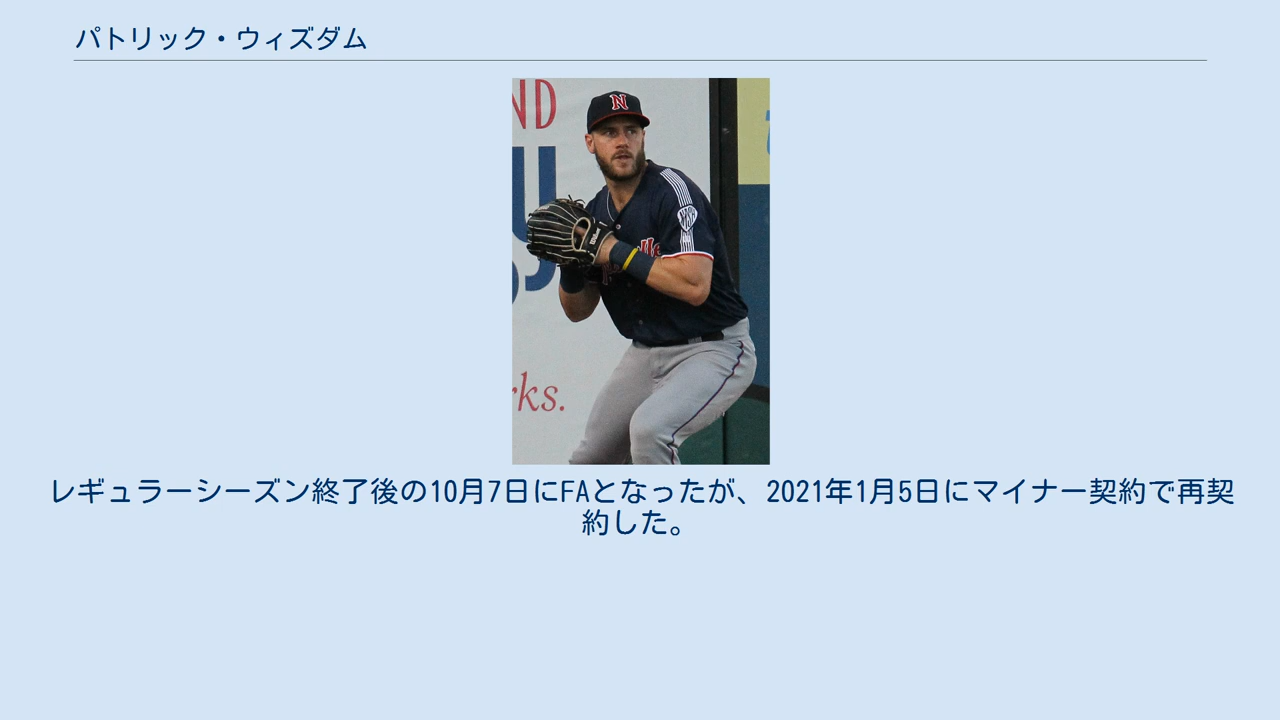 パトリック・ウィズダム
ND
N
rks.
レギュラーシーズン終了後の10月7日にFAとなったが、2021年1月5日にマイナー契約で再契
約した。